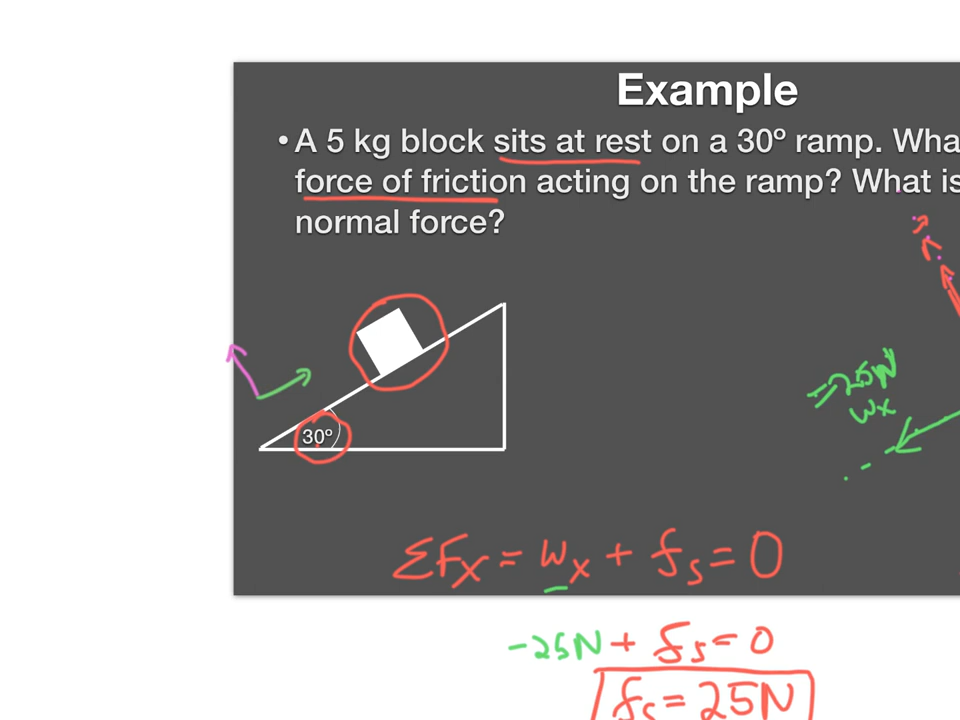 Example
• A 5 kg block sits at rest on a 30º ramp. Wha
force of friction acting on the ramp? What is
normal force?
30º
=25N
wx
ΣFx = wx + fs = 0
-25N + fs = 0
fs = 25N